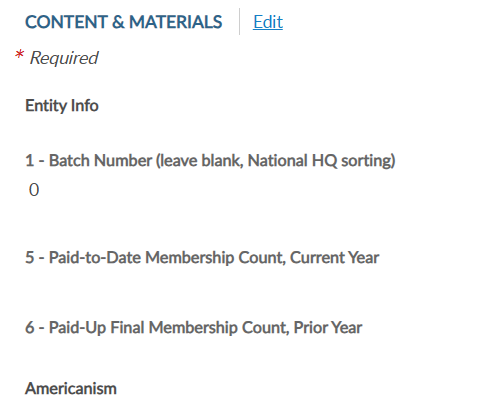 CONTENT & MATERIALS Edit
* Required
Entity Info
1 - Batch Number (leave blank, National HQ sorting)
0
5 - Paid-to-Date Membership Count, Current Year
6 - Paid-Up Final Membership Count, Prior Year
Americanism